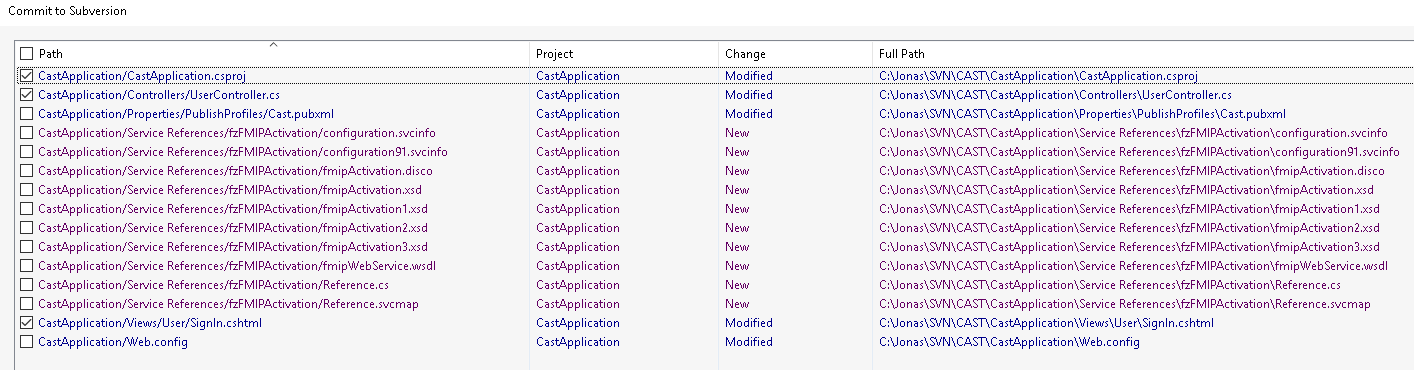 Commit to Subversion
Path Project Change Full Path
CastApplication/CastApplication.csproj CastApplication Modified C:\Jonas\SVN\CAST\CastApplication\CastApplication.csproj
CastApplication/Controllers/UserController.cs CastApplication Modified C:\Jonas\SVN\CAST\CastApplication\Controllers\UserController.cs
CastApplication/Properties/PublishProfiles/Cast.pubxml CastApplication Modified C:\Jonas\SVN\CAST\CastApplication\Properties\PublishProfiles\Cast.pubxml
CastApplication/Service References/fzFMIPActivation/configuration.svcinfo CastApplication New C:\Jonas\SVN\CAST\CastApplication\Service References\fzFMIPActivation\configuration.svcinfo
CastApplication/Service References/fzFMIPActivation/configuration91.svcinfo CastApplication New C:\Jonas\SVN\CAST\CastApplication\Service References\fzFMIPActivation\configuration91.svcinfo
CastApplication/Service References/fzFMIPActivation/fmipActivation.disco CastApplication New C:\Jonas\SVN\CAST\CastApplication\Service References\fzFMIPActivation\fmipActivation.disco
CastApplication/Service References/fzFMIPActivation/fmipActivation.xsd CastApplication New C:\Jonas\SVN\CAST\CastApplication\Service References\fzFMIPActivation\fmipActivation.xsd
CastApplication/Service References/fzFMIPActivation/fmipActivation1.xsd CastApplication New C:\Jonas\SVN\CAST\CastApplication\Service References\fzFMIPActivation\fmipActivation1.xsd
CastApplication/Service References/fzFMIPActivation/fmipActivation2.xsd CastApplication New C:\Jonas\SVN\CAST\CastApplication\Service References\fzFMIPActivation\fmipActivation2.xsd
CastApplication/Service References/fzFMIPActivation/fmipActivation3.xsd CastApplication New C:\Jonas\SVN\CAST\CastApplication\Service References\fzFMIPActivation\fmipActivation3.xsd
CastApplication/Service References/fzFMIPActivation/fmipWebService.wsdl CastApplication New C:\Jonas\SVN\CAST\CastApplication\Service References\fzFMIPActivation\fmipWebService.wsdl
CastApplication/Service References/fzFMIPActivation/Reference.cs CastApplication New C:\Jonas\SVN\CAST\CastApplication\Service References\fzFMIPActivation\Reference.cs
CastApplication/Service References/fzFMIPActivation/Reference.svcmap CastApplication New C:\Jonas\SVN\CAST\CastApplication\Service References\fzFMIPActivation\Reference.svcmap
CastApplication/Views/User/SignIn.cshtml CastApplication Modified C:\Jonas\SVN\CAST\CastApplication\Views\User\SignIn.cshtml
CastApplication/Web.config CastApplication Modified C:\Jonas\SVN\CAST\CastApplication\Web.config